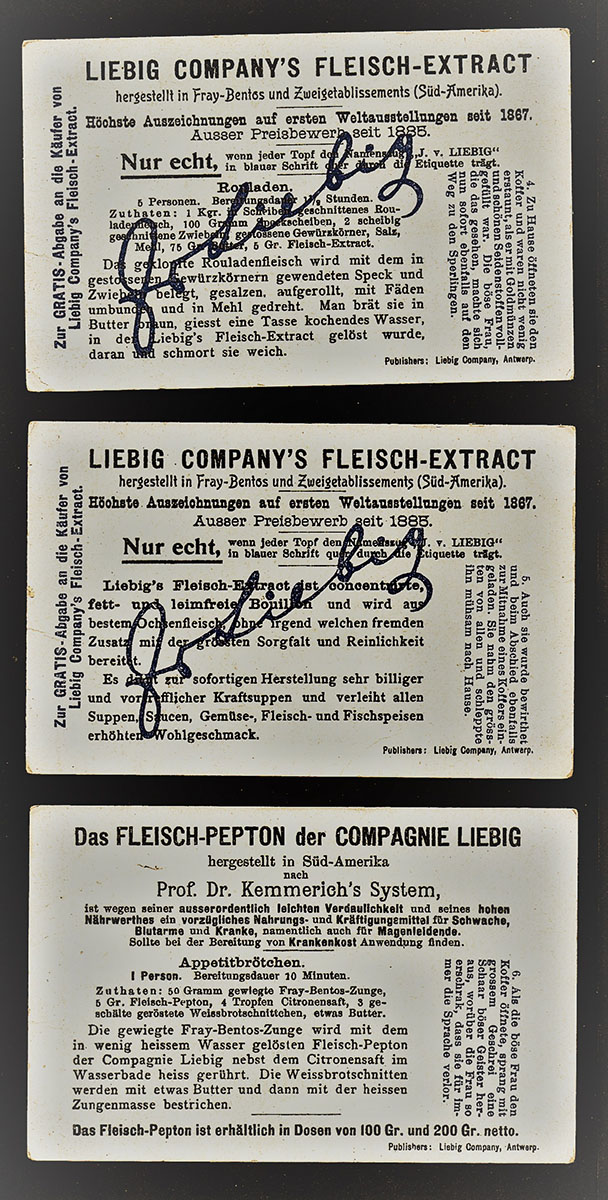 LIEBIG COMPANY'S FLEISCH-EXTRACT
hergestellt in Fray-Bentos und Zweigetablissements (Süd-Amerika).
Höchste Auszeichnungen auf ersten Weltausstellungen seit 1867.
Ausser Preisbewerb seit 1885.
Nur echt,
wenn jeder Topf den Namenszug „J. v. LIEBIG“
in blauer Schrift quer durch die Etiquette trägt.
Rouladen.
5 Personen. Bereitungsdauer 1½ Stunden.
Zuthaten: 1 Kgr. in Scheiben geschnittenes Rou-
ladenfleisch, 100 Gramm Speckscheiben, 2 scheibig
geschnittene Zwiebeln, gestossene Gewürzkörner, Salz,
Mehl, 75 Gr. Butter, 5 Gr. Fleisch-Extract.
Das geklopfte Rouladenfleisch wird mit dem in
gestossenen Gewürzkörnern gewendeten Speck und
Zwiebeln belegt, gesalzen, aufgerollt, mit Fäden
umbunden und in Mehl gedreht. Man brät sie in
Butter braun, giesst eine Tasse kochendes Wasser,
in dem Liebig's Fleisch-Extract gelöst wurde,
daran und schmort sie weich.
Zur GRATIS-Abgabe an die Käufer von
Liebig Company's Fleisch-Extract.
4. Zu Hause öffneten sie den
Koffer und waren nicht wenig
erstaunt, als er mit Goldmünzen
und schönen Seidenstoffen voll-
gefüllt war. Die böse Frau,
die das gesehen, machte sich
nun sofort ebenfalls auf den
Weg zu den Sperlingen.
Publishers: Liebig Company, Antwerp.
LIEBIG COMPANY'S FLEISCH-EXTRACT
hergestellt in Fray-Bentos und Zweigetablissements (Süd-Amerika).
Höchste Auszeichnungen auf ersten Weltausstellungen seit 1867.
Ausser Preisbewerb seit 1885.
Nur echt,
wenn jeder Topf den Namenszug „J. v. LIEBIG“
in blauer Schrift quer durch die Etiquette trägt.
Liebig's Fleisch-Extract ist concentrirte,
fett- und leimfreie Bouillon und wird aus
bestem Ochsenfleisch, ohne irgend welchen fremden
Zusatz mit der grössten Sorgfalt und Reinlichkeit
bereitet.
Es dient zur sofortigen Herstellung sehr billiger
und vortrefflicher Kraftsuppen und verleiht allen
Suppen, Saucen, Gemüse-, Fleisch- und Fischspeisen
erhöhten Wohlgeschmack.
Zur GRATIS-Abgabe an die Käufer von
Liebig Company's Fleisch-Extract.
5. Auch sie wurde bewirthet
und beim Abschied ebenfalls
zur Mitnahme eines Koffers ein-
geladen. Sie nahm den gröss-
ten von allen und schleppte
ihn mühsam nach Hause.
Publishers: Liebig Company, Antwerp.
Das FLEISCH-PEPTON der COMPAGNIE LIEBIG
hergestellt in Süd-Amerika
nach
Prof. Dr. Kemmerich's System,
ist wegen seiner ausserordentlich leichten Verdaulichkeit und seines hohen
Nährwerthes ein vorzügliches Nahrungs- und Kräftigungsmittel für Schwache,
Blutarme und Kranke, namentlich auch für Magenleidende.
Sollte bei der Bereitung von Krankenkost Anwendung finden.
Appetitbrötchen.
1 Person. Bereitungsdauer 10 Minuten.
Zuthaten: 50 Gramm gewiegte Fray-Bentos-Zunge,
5 Gr. Fleisch-Pepton, 4 Tropfen Citronensaft, 3 ge-
schälte geröstete Weissbrotschnittchen, etwas Butter.
Die gewiegte Fray-Bentos-Zunge wird mit dem
in wenig heissem Wasser gelösten Fleisch-Pepton
der Compagnie Liebig nebst dem Citronensaft im
Wasserbade heiss gerührt. Die Weissbrotschnitten
werden mit etwas Butter und dann mit der heissen
Zungenmasse bestrichen.
6. Als die böse Frau den
Koffer öffnete, sprang mit
grossem Geschrei eine
Schaar böser Geister her-
aus, worüber die Frau so
erschrak, dass sie für im-
mer die Sprache verlor.
Das Fleisch-Pepton ist erhältlich in Dosen von 100 Gr. und 200 Gr. netto.
Publishers: Liebig Company, Antwerp.